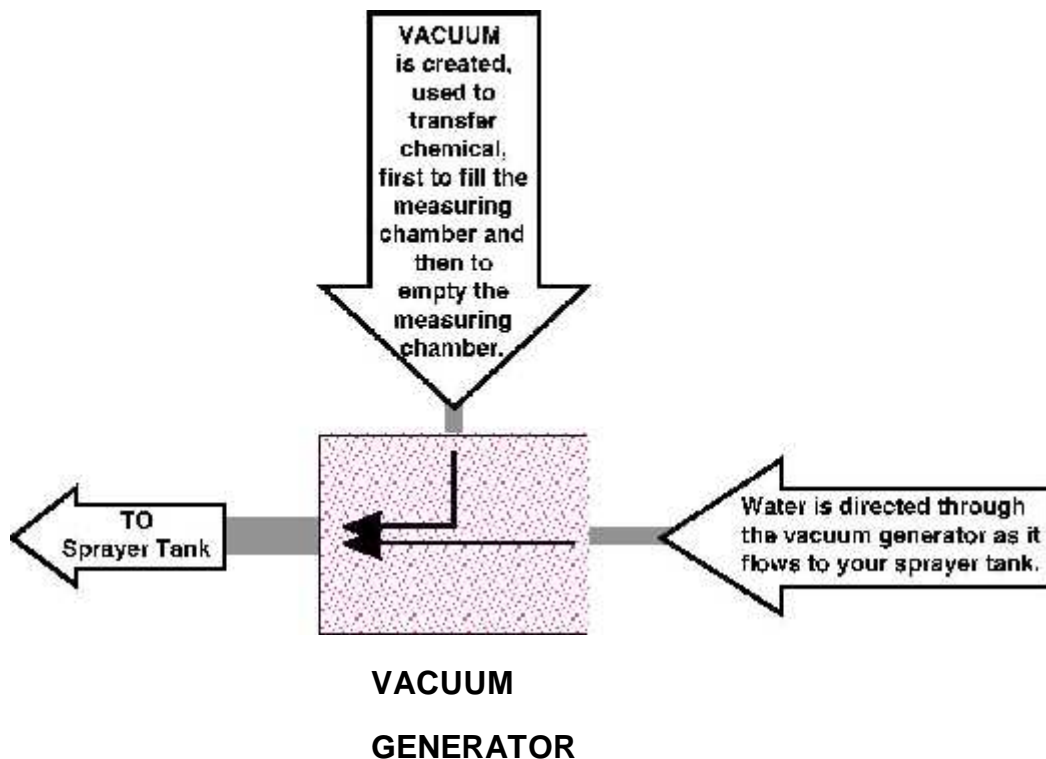 VACUUM
is created,
used to
transfer
chemical,
first to fill the
measuring
chamber and
then to
empty the
measuring
chamber.
TO
Sprayer Tank
Water is directed through
the vacuum generator as it
flows to your sprayer tank.
VACUUM
GENERATOR